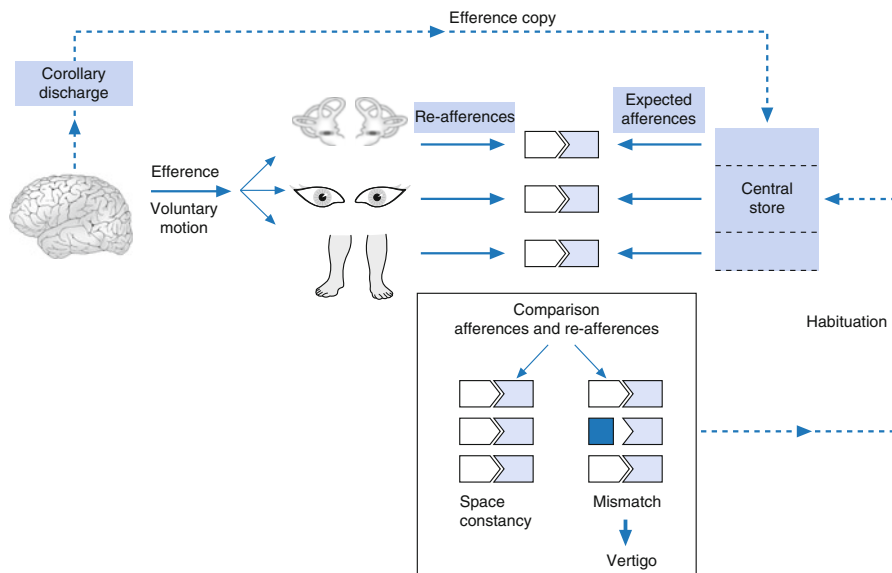 Efference copy
Corollary
discharge
Re-afferences
Expected
afferences
Efference
Voluntary
motion
Central
store
Comparison
afferences and re-afferences
Habituation
Space
constancy
Mismatch
Vertigo